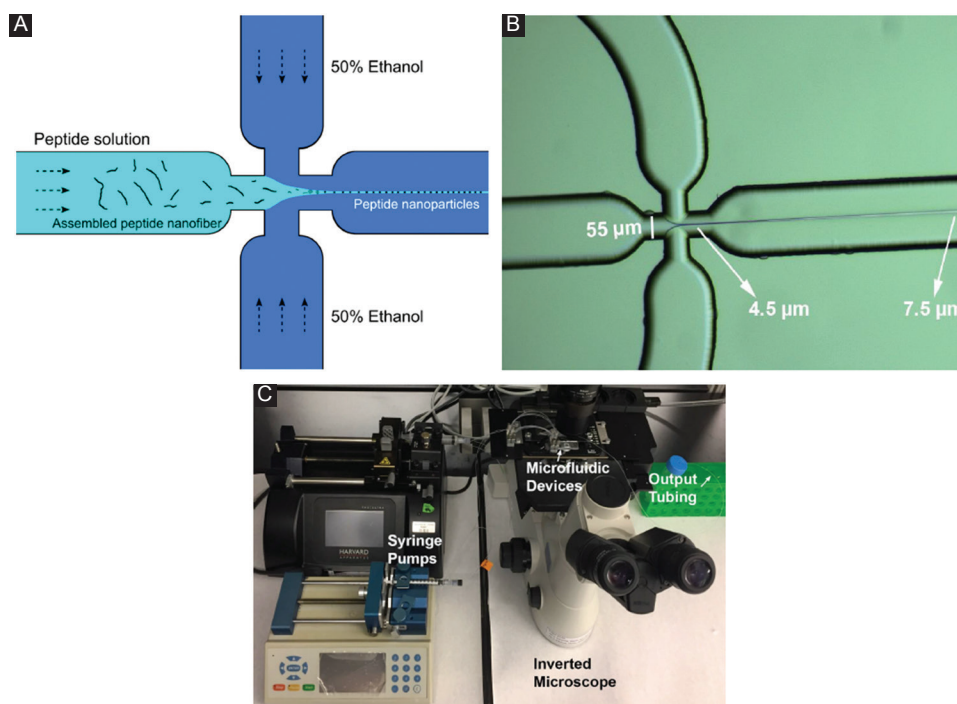 A
50% Ethanol
Peptide solution
Assembled peptide nanofiber
Peptide nanoparticles
50% Ethanol
B
55 µm
4.5 µm
7.5 µm
C
Microfluidic
Devices
Output
Tubing
Syringe
Pumps
HARVARD
Inverted
Microscope